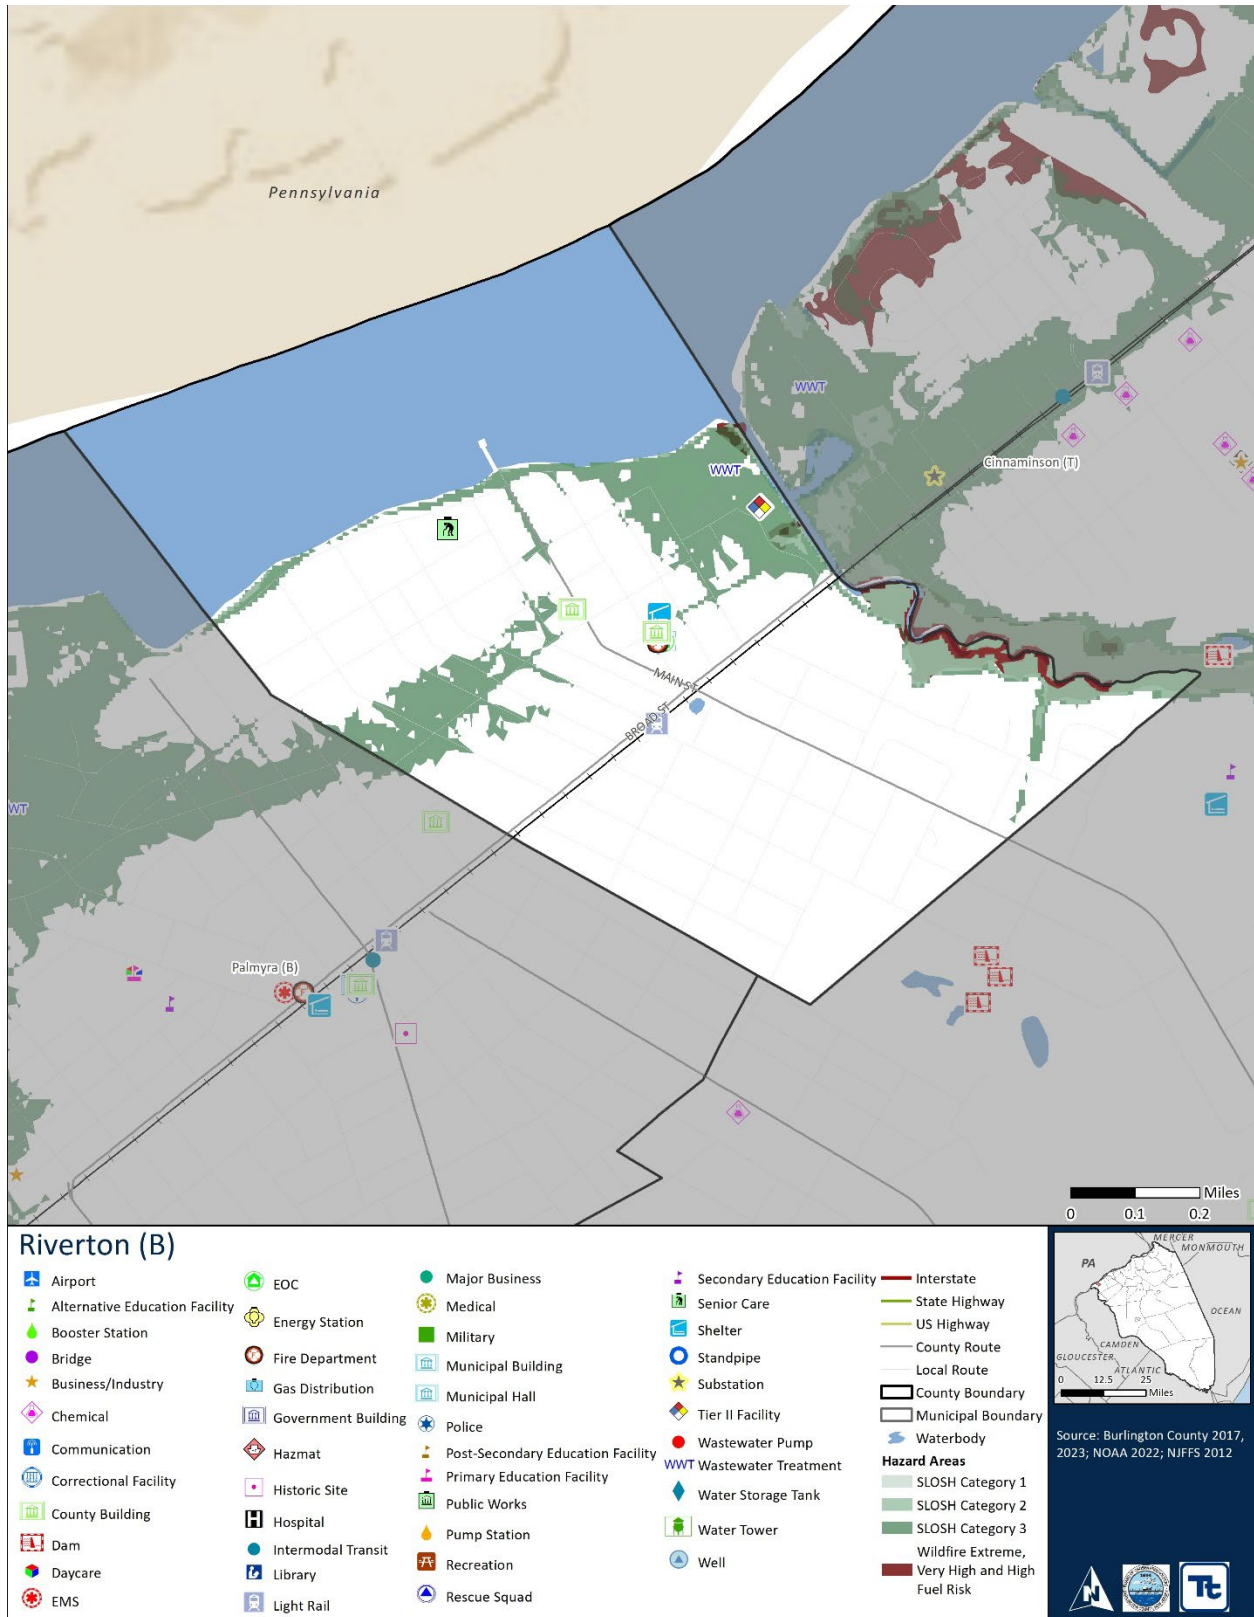 Pennsylvania
WWT
WWT
Cinnaminson (T)
MAIN ST
BROAD ST
WT
Palmyra (B)
Miles
0 0.1 0.2
Riverton (B)
Airport
Alternative Education Facility
Booster Station
Bridge
Business/Industry
Chemical
Communication
Correctional Facility
County Building
Dam
Daycare
EMS
EOC
Energy Station
Fire Department
Gas Distribution
Government Building
Hazmat
Historic Site
Hospital
Intermodal Transit
Library
Light Rail
Major Business
Medical
Military
Municipal Building
Municipal Hall
Police
Post-Secondary Education Facility
Primary Education Facility
Public Works
Pump Station
Recreation
Rescue Squad
Secondary Education Facility
Senior Care
Shelter
Standpipe
Substation
Tier II Facility
Wastewater Pump
WWT Wastewater Treatment
Water Storage Tank
Water Tower
Well
Interstate
State Highway
US Highway
County Route
Local Route
County Boundary
Municipal Boundary
Waterbody
Hazard Areas
SLOSH Category 1
SLOSH Category 2
SLOSH Category 3
Wildfire Extreme,
Very High and High
Fuel Risk
MERCER
MONMOUTH
PA
OCEAN
CAMDEN
GLOUCESTER
ATLANTIC
0 12.5 25
Miles
Source: Burlington County 2017,
2023; NOAA 2022; NJFFS 2012
N
Tt